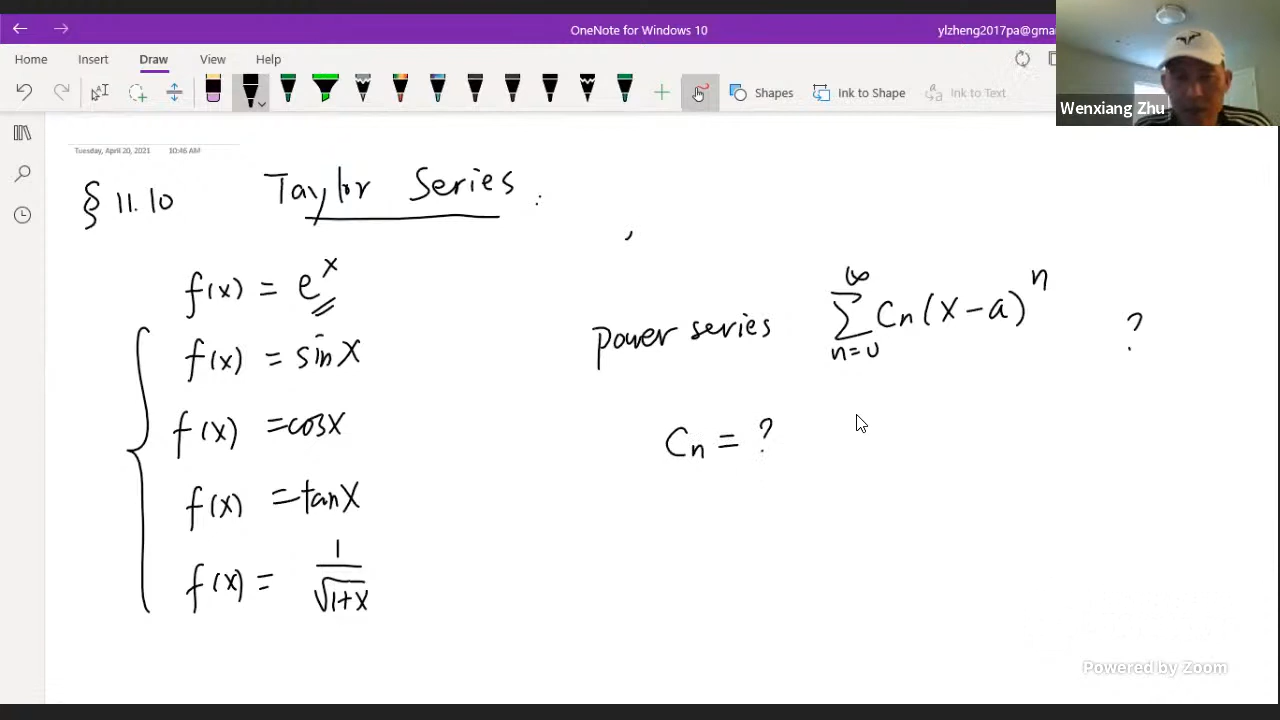 OneNote for Windows 10
ylzheng2017pa@gma
Home Insert Draw View Help
Shapes Ink to Shape Ink to Text
Wenxiang Zhu
Tuesday, April 20, 2021 10:46 AM
§ 11.10 Taylor Series .
,
f(x) = e^x
f(x) = sin x
f(x) = cos x
f(x) = tan x
f(x) = 1/√(1+x)
power series ∑_{n=0}^{∞} Cn(x-a)^n ?
Cn = ?
Powered by Zoom